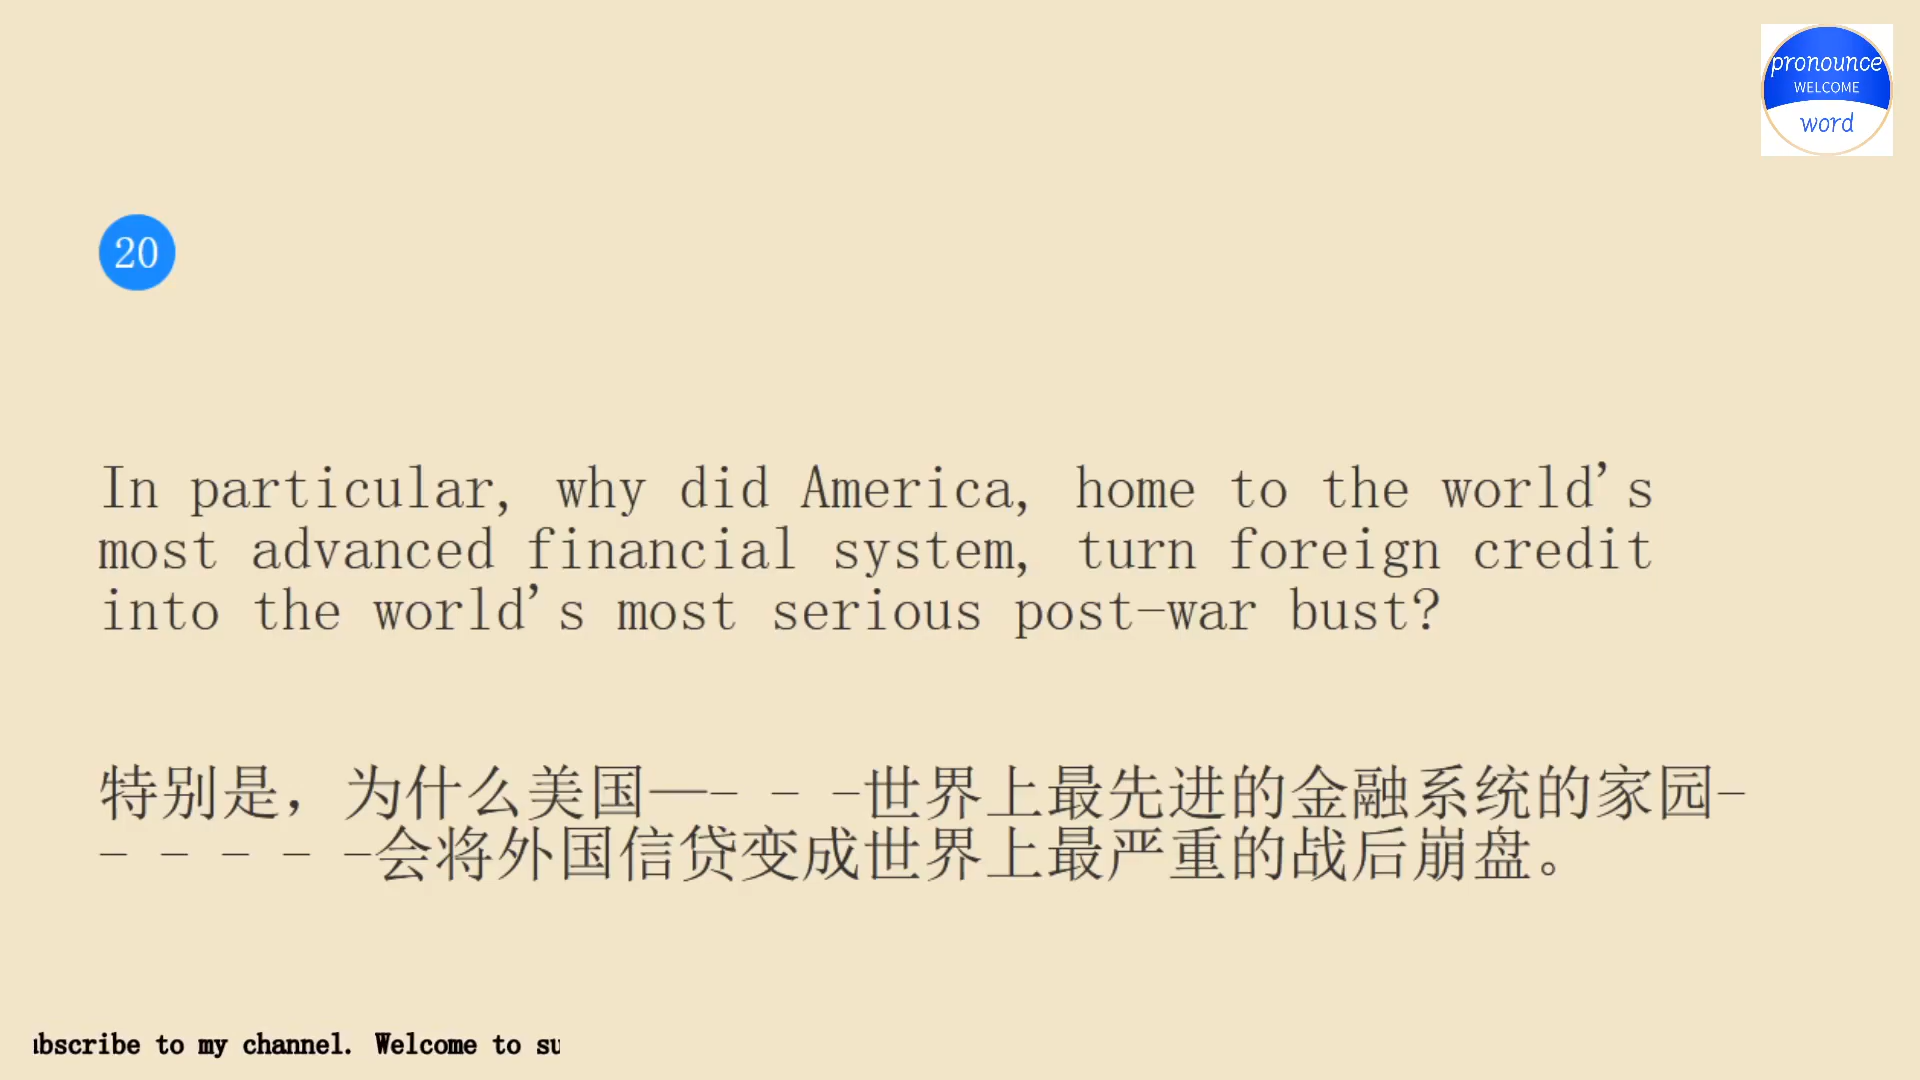 pronounce
WELCOME
word
20
In particular, why did America, home to the world's
most advanced financial system, turn foreign credit
into the world's most serious post-war bust?
特别是，为什么美国—- - -世界上最先进的金融系统的家园-
- - - - -会将外国信贷变成世界上最严重的战后崩盘。
ubscribe to my channel. Welcome to su